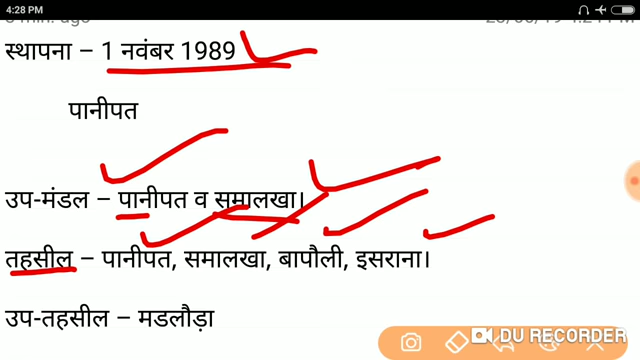 4:28 PM
स्थापना – 1 नवंबर 1989
पानीपत
उप-मंडल – पानीपत व समालखा।
तहसील – पानीपत, समालखा, बापौली, इसराना।
उप-तहसील – मडलौड़ा
DU RECORDER